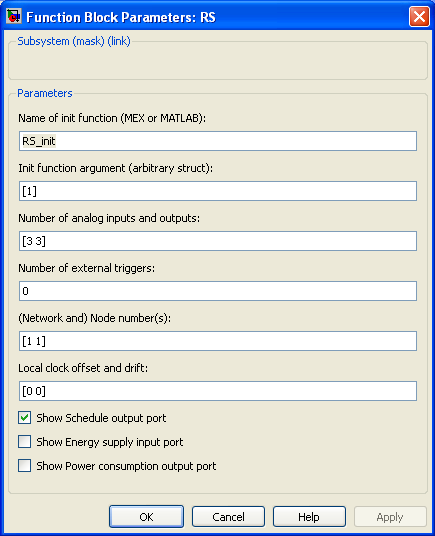 Function Block Parameters: RS
Subsystem (mask) (link)
Parameters
Name of init function (MEX or MATLAB):
RS_init
Init function argument (arbitrary struct):
[1]
Number of analog inputs and outputs:
[3 3]
Number of external triggers:
0
(Network and) Node number(s):
[1 1]
Local clock offset and drift:
[0 0]
Show Schedule output port
Show Energy supply input port
Show Power consumption output port
OK Cancel Help Apply